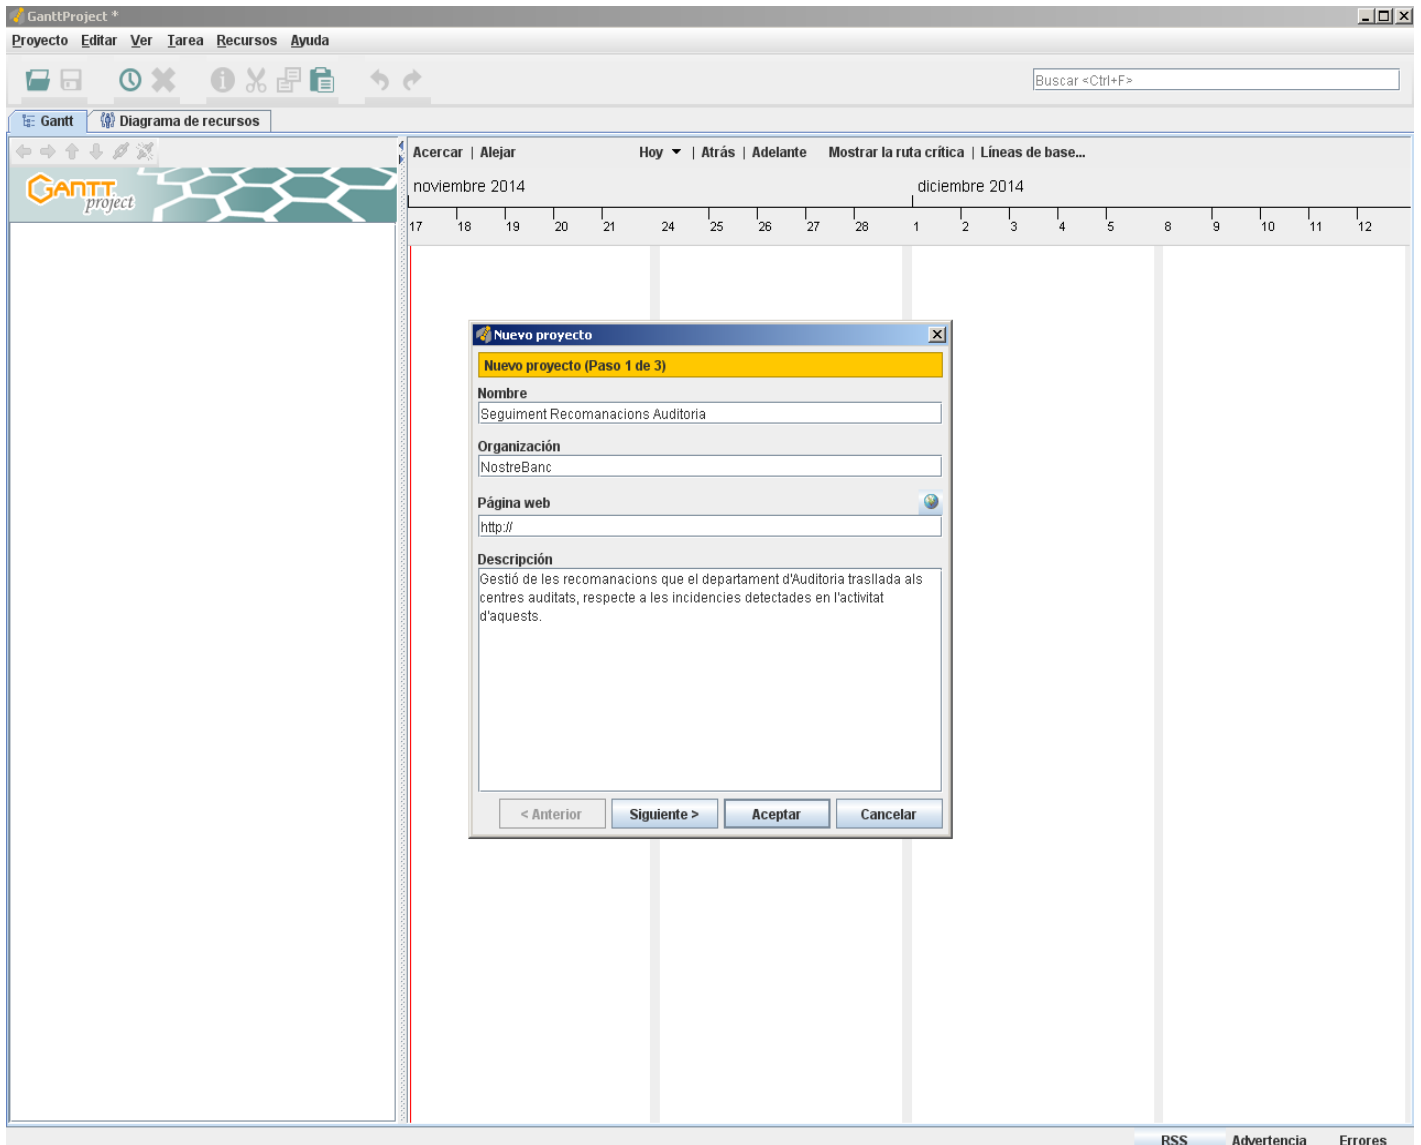 GanttProject *
Proyecto Editar Ver Tarea Recursos Ayuda
Buscar <Ctrl+F>
Gantt Diagrama de recursos
Acercar | Alejar Hoy | Atrás | Adelante Mostrar la ruta crítica | Líneas de base...
GANTT
project
noviembre 2014 diciembre 2014
17 18 19 20 21 24 25 26 27 28 1 2 3 4 5 8 9 10 11 12
Nuevo proyecto
Nuevo proyecto (Paso 1 de 3)
Nombre
Seguiment Recomanacions Auditoria
Organización
NostreBanc
Página web
http://
Descripción
Gestió de les recomanacions que el departament d'Auditoria trasllada als
centres auditats, respecte a les incidencies detectades en l'activitat
d'aquests.
< Anterior Siguiente > Aceptar Cancelar
RSS Advertencia Errores